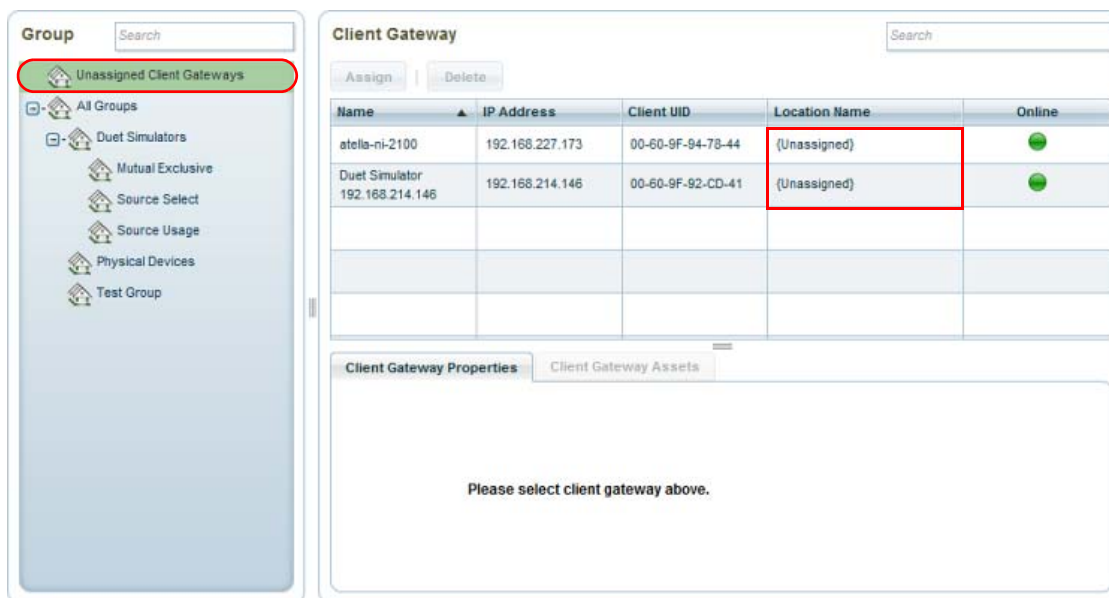 Group
Search
Unassigned Client Gateways
All Groups
Duet Simulators
Mutual Exclusive
Source Select
Source Usage
Physical Devices
Test Group
Client Gateway
Search
Assign | Delete
Name IP Address Client UID Location Name Online
atella-ni-2100 192.168.227.173 00-60-9F-94-78-44 {Unassigned}
Duet Simulator
192.168.214.146 192.168.214.146 00-60-9F-92-CD-41 {Unassigned}
Client Gateway Properties Client Gateway Assets
Please select client gateway above.